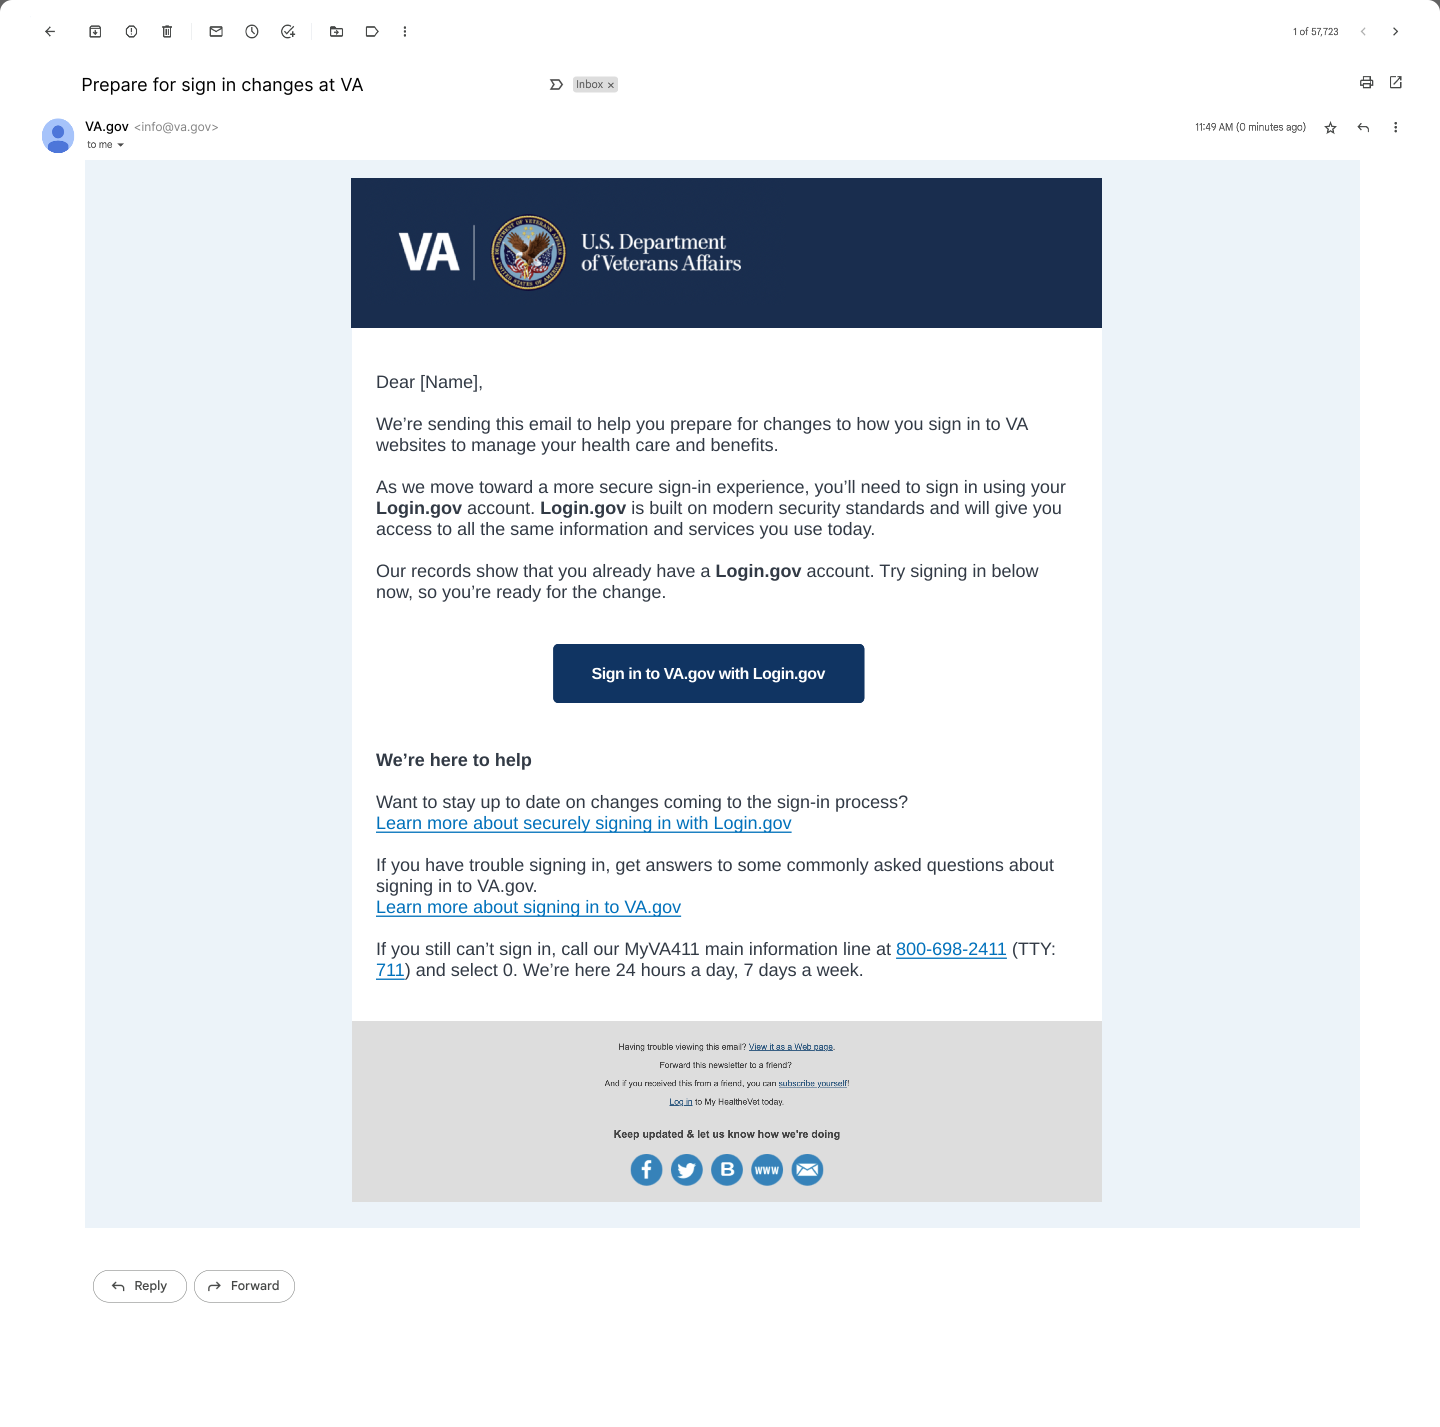 1 of 57,723
Prepare for sign in changes at VA
Inbox ×
VA.gov <info@va.gov>
11:49 AM (0 minutes ago)
to me
VA
U.S. Department
of Veterans Affairs
Dear [Name],
We’re sending this email to help you prepare for changes to how you sign in to VA
websites to manage your health care and benefits.
As we move toward a more secure sign-in experience, you’ll need to sign in using your
Login.gov account. Login.gov is built on modern security standards and will give you
access to all the same information and services you use today.
Our records show that you already have a Login.gov account. Try signing in below
now, so you’re ready for the change.
Sign in to VA.gov with Login.gov
We’re here to help
Want to stay up to date on changes coming to the sign-in process?
Learn more about securely signing in with Login.gov
If you have trouble signing in, get answers to some commonly asked questions about
signing in to VA.gov.
Learn more about signing in to VA.gov
If you still can’t sign in, call our MyVA411 main information line at 800-698-2411 (TTY:
711) and select 0. We’re here 24 hours a day, 7 days a week.
Having trouble viewing this email? View it as a Web page.
Forward this newsletter to a friend?
And if you received this from a friend, you can subscribe yourself!
Log in to My HealtheVet today.
Keep updated & let us know how we're doing
f B www
Reply
Forward